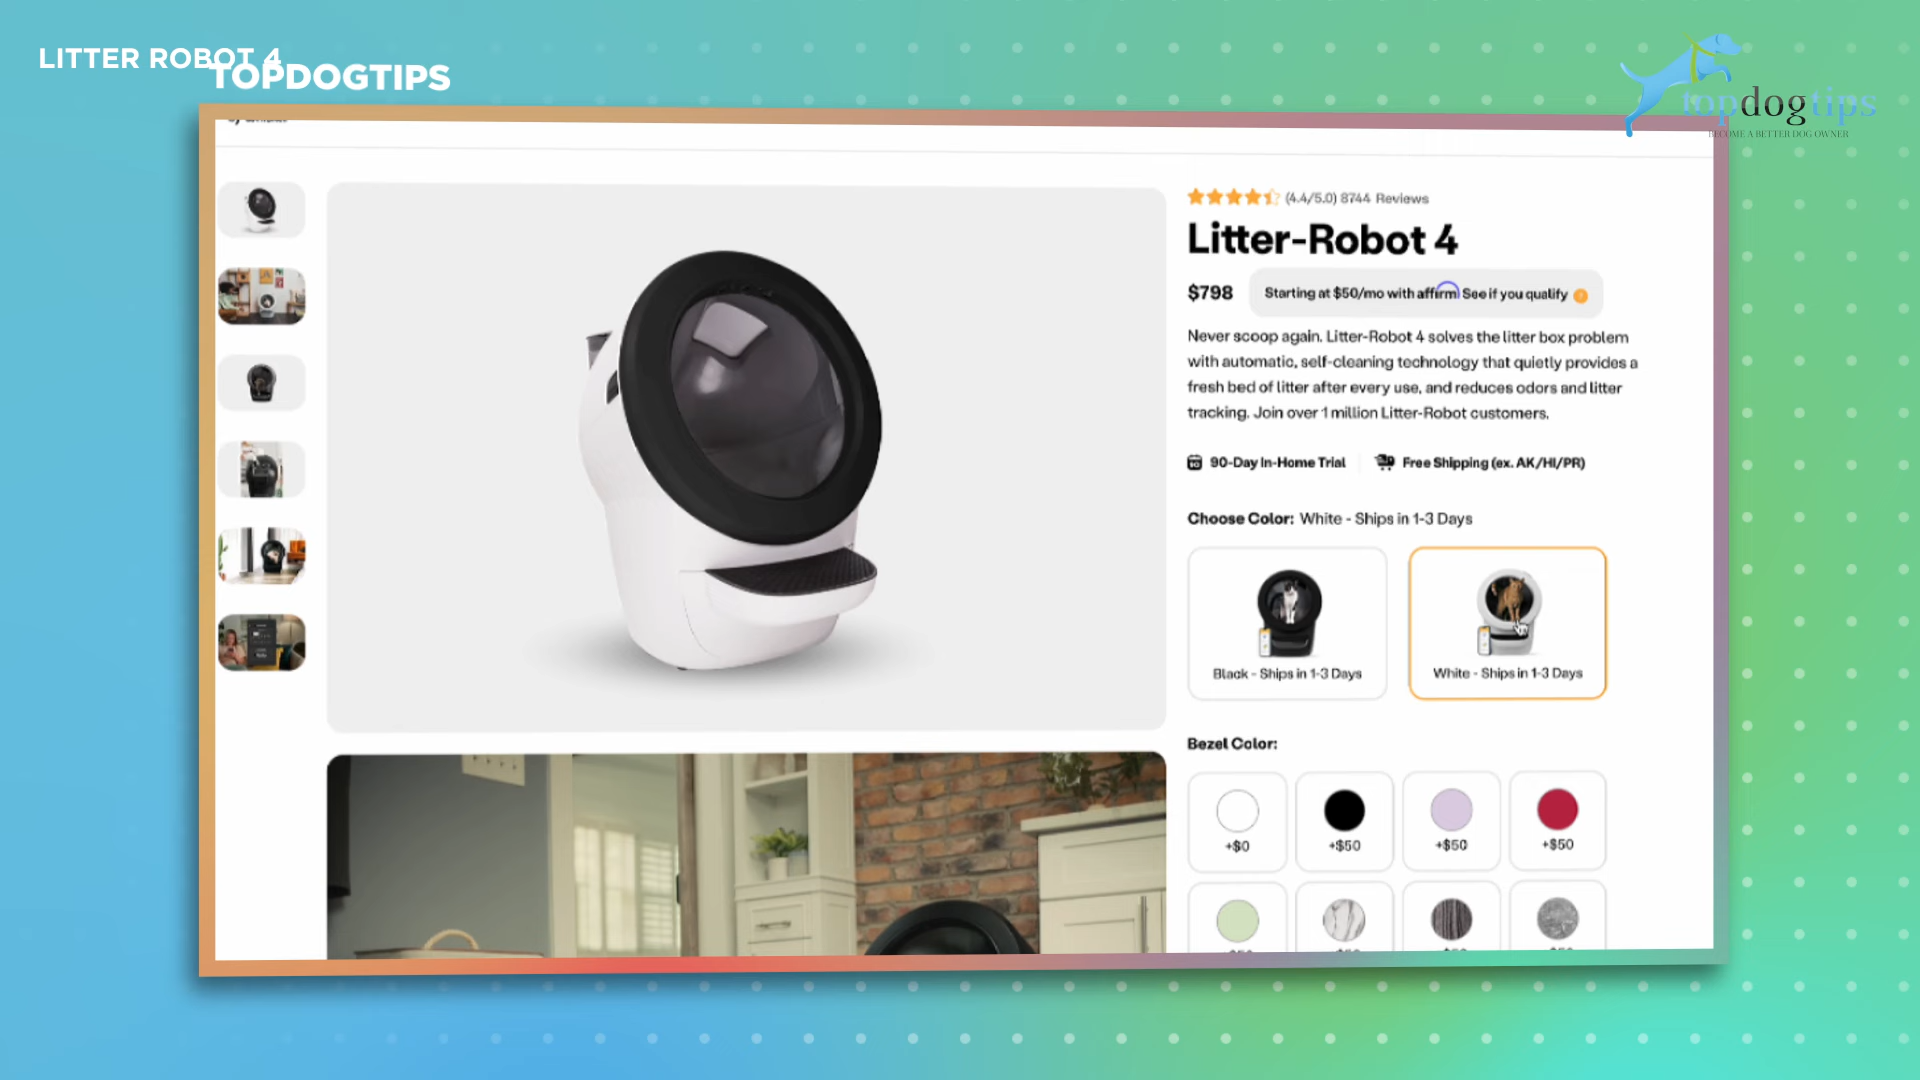 LITTER ROBOT 4
TOPDOGTIPS
topdogtips
BECOME A BETTER DOG OWNER
(4.4/5.0) 8744 Reviews
Litter-Robot 4
$798
Starting at $50/mo with affirm See if you qualify
Never scoop again. Litter-Robot 4 solves the litter box problem
with automatic, self-cleaning technology that quietly provides a
fresh bed of litter after every use, and reduces odors and litter
tracking. Join over 1 million Litter-Robot customers.
90-Day In-Home Trial
Free Shipping (ex. AK/HI/PR)
Choose Color: White - Ships in 1-3 Days
Black - Ships in 1-3 Days
White - Ships in 1-3 Days
Bezel Color:
+$0
+$50
+$50
+$50